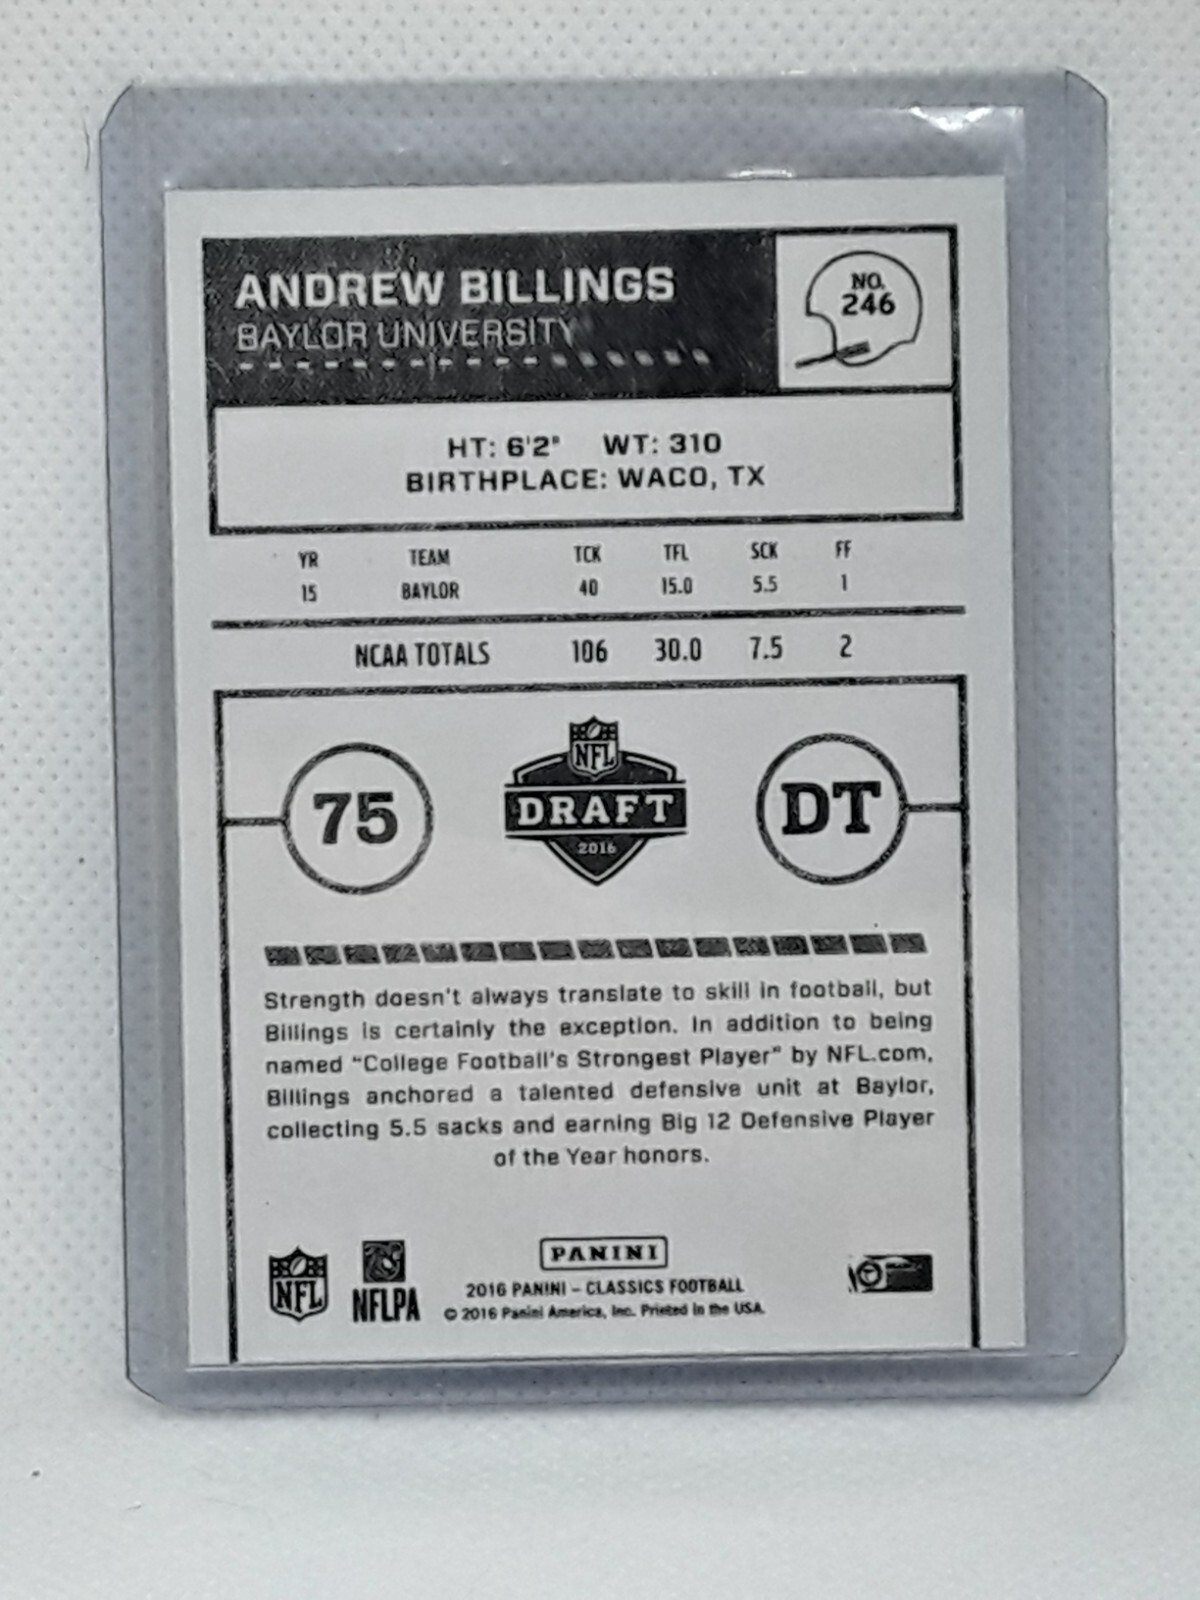 ANDREW BILLINGS
BAYLOR UNIVERSITY
NO.
246
HT: 6'2" WT: 310
BIRTHPLACE: WACO, TX
YR TEAM TCK TFL SCK FF
15 BAYLOR 40 15.0 5.5 1
NCAA TOTALS 106 30.0 7.5 2
75
NFL
DRAFT
2016
DT
Strength doesn't always translate to skill in football, but
Billings is certainly the exception. In addition to being
named "College Football's Strongest Player" by NFL.com,
Billings anchored a talented defensive unit at Baylor,
collecting 5.5 sacks and earning Big 12 Defensive Player
of the Year honors.
NFL
NFLPA
PANINI
2016 PANINI – CLASSICS FOOTBALL
© 2016 Panini America, Inc. Printed in the USA.